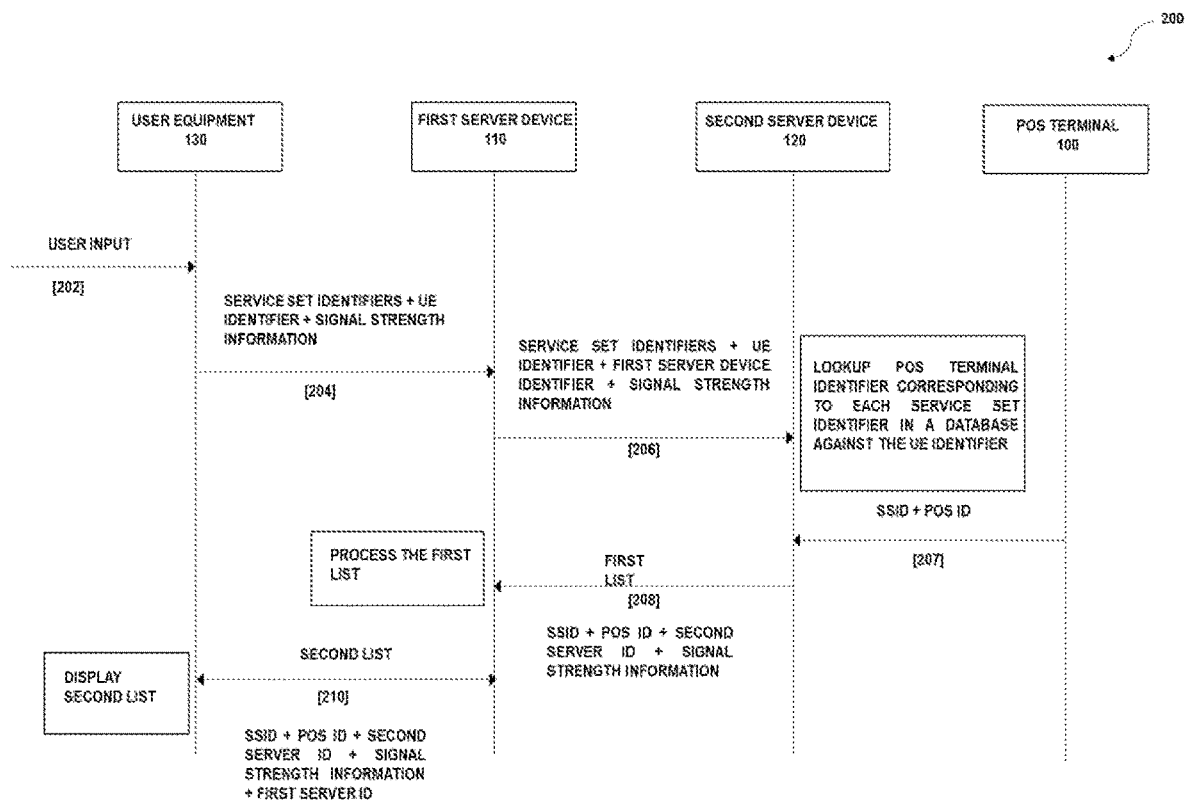 200
USER EQUIPMENT
130
FIRST SERVER DEVICE
110
SECOND SERVER DEVICE
120
POS TERMINAL
100
USER INPUT
[202]
SERVICE SET IDENTIFIERS + UE
IDENTIFIER + SIGNAL STRENGTH
INFORMATION
[204]
SERVICE SET IDENTIFIERS + UE
IDENTIFIER + FIRST SERVER DEVICE
IDENTIFIER + SIGNAL STRENGTH
INFORMATION
[206]
LOOKUP POS TERMINAL
IDENTIFIER CORRESPONDING
TO EACH SERVICE SET
IDENTIFIER IN A DATABASE
AGAINST THE UE IDENTIFIER
SSID + POS ID
[207]
PROCESS THE FIRST
LIST
FIRST
LIST
[208]
SSID + POS ID + SECOND
SERVER ID + SIGNAL
STRENGTH INFORMATION
DISPLAY
SECOND LIST
SECOND LIST
[210]
SSID + POS ID + SECOND
SERVER ID + SIGNAL
STRENGTH INFORMATION
+ FIRST SERVER ID